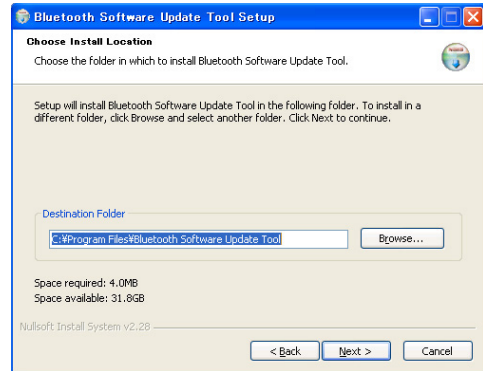 Bluetooth Software Update Tool Setup
Choose Install Location
Choose the folder in which to install Bluetooth Software Update Tool.
Setup will install Bluetooth Software Update Tool in the following folder. To install in a
different folder, click Browse and select another folder. Click Next to continue.
Destination Folder
C:¥Program Files¥Bluetooth Software Update Tool
Browse...
Space required: 4.0MB
Space available: 31.8GB
Nullsoft Install System v2.28
< Back
Next >
Cancel